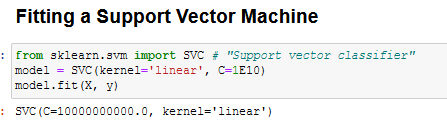 Fitting a Support Vector Machine
: from sklearn.svm import SVC # "Support vector classifier"
model = SVC(kernel='linear', C=1E10)
model.fit(X, y)
: SVC(C=10000000000.0, kernel='linear')